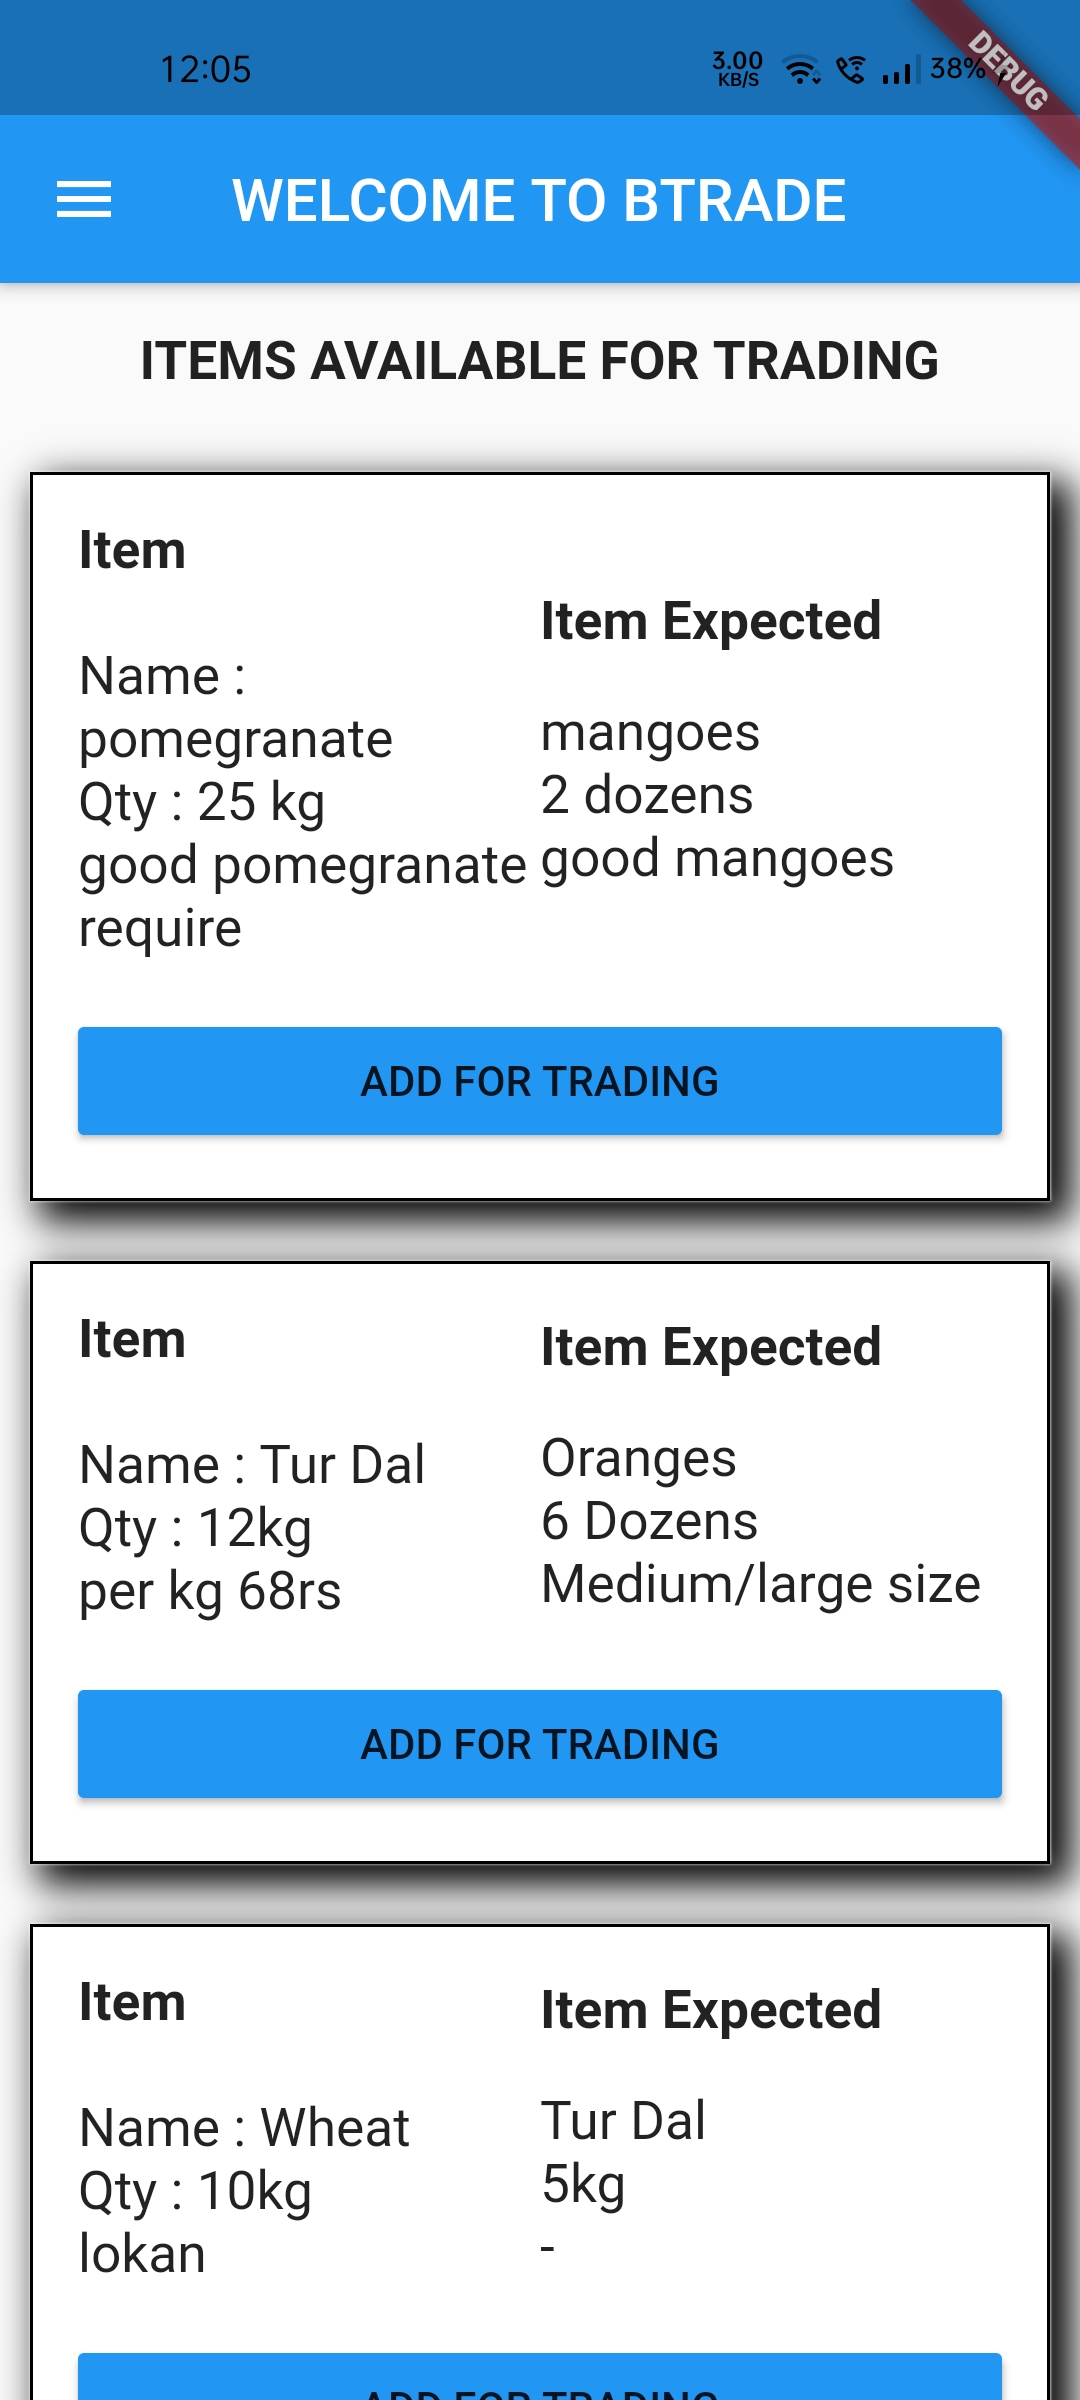 12:05
3.00
KB/S
38%
DEBUG
WELCOME TO BTRADE
ITEMS AVAILABLE FOR TRADING
Item
Name :
pomegranate
Qty : 25 kg
good pomegranate
require
Item Expected
mangoes
2 dozens
good mangoes
ADD FOR TRADING
Item
Name : Tur Dal
Qty : 12kg
per kg 68rs
Item Expected
Oranges
6 Dozens
Medium/large size
ADD FOR TRADING
Item
Name : Wheat
Qty : 10kg
lokan
Item Expected
Tur Dal
5kg
-
ADD FOR TRADING